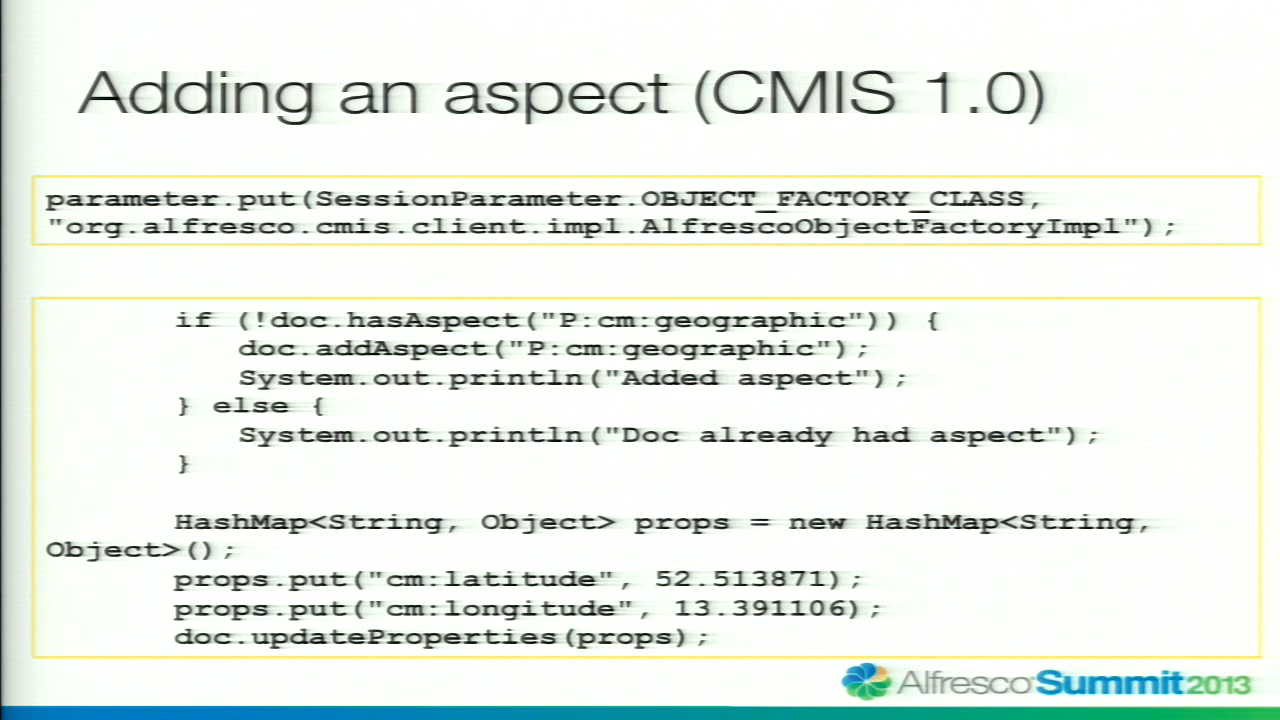 Adding an aspect (CMIS 1.0)
parameter.put(SessionParameter.OBJECT_FACTORY_CLASS,
"org.alfresco.cmis.client.impl.AlfrescoObjectFactoryImpl");
if (!doc.hasAspect("P:cm:geographic")) {
doc.addAspect("P:cm:geographic");
System.out.println("Added aspect");
} else {
System.out.println("Doc already had aspect");
}
HashMap<String, Object> props = new HashMap<String,
Object>();
props.put("cm:latitude", 52.513871);
props.put("cm:longitude", 13.391106);
doc.updateProperties(props);
Alfresco Summit 2013